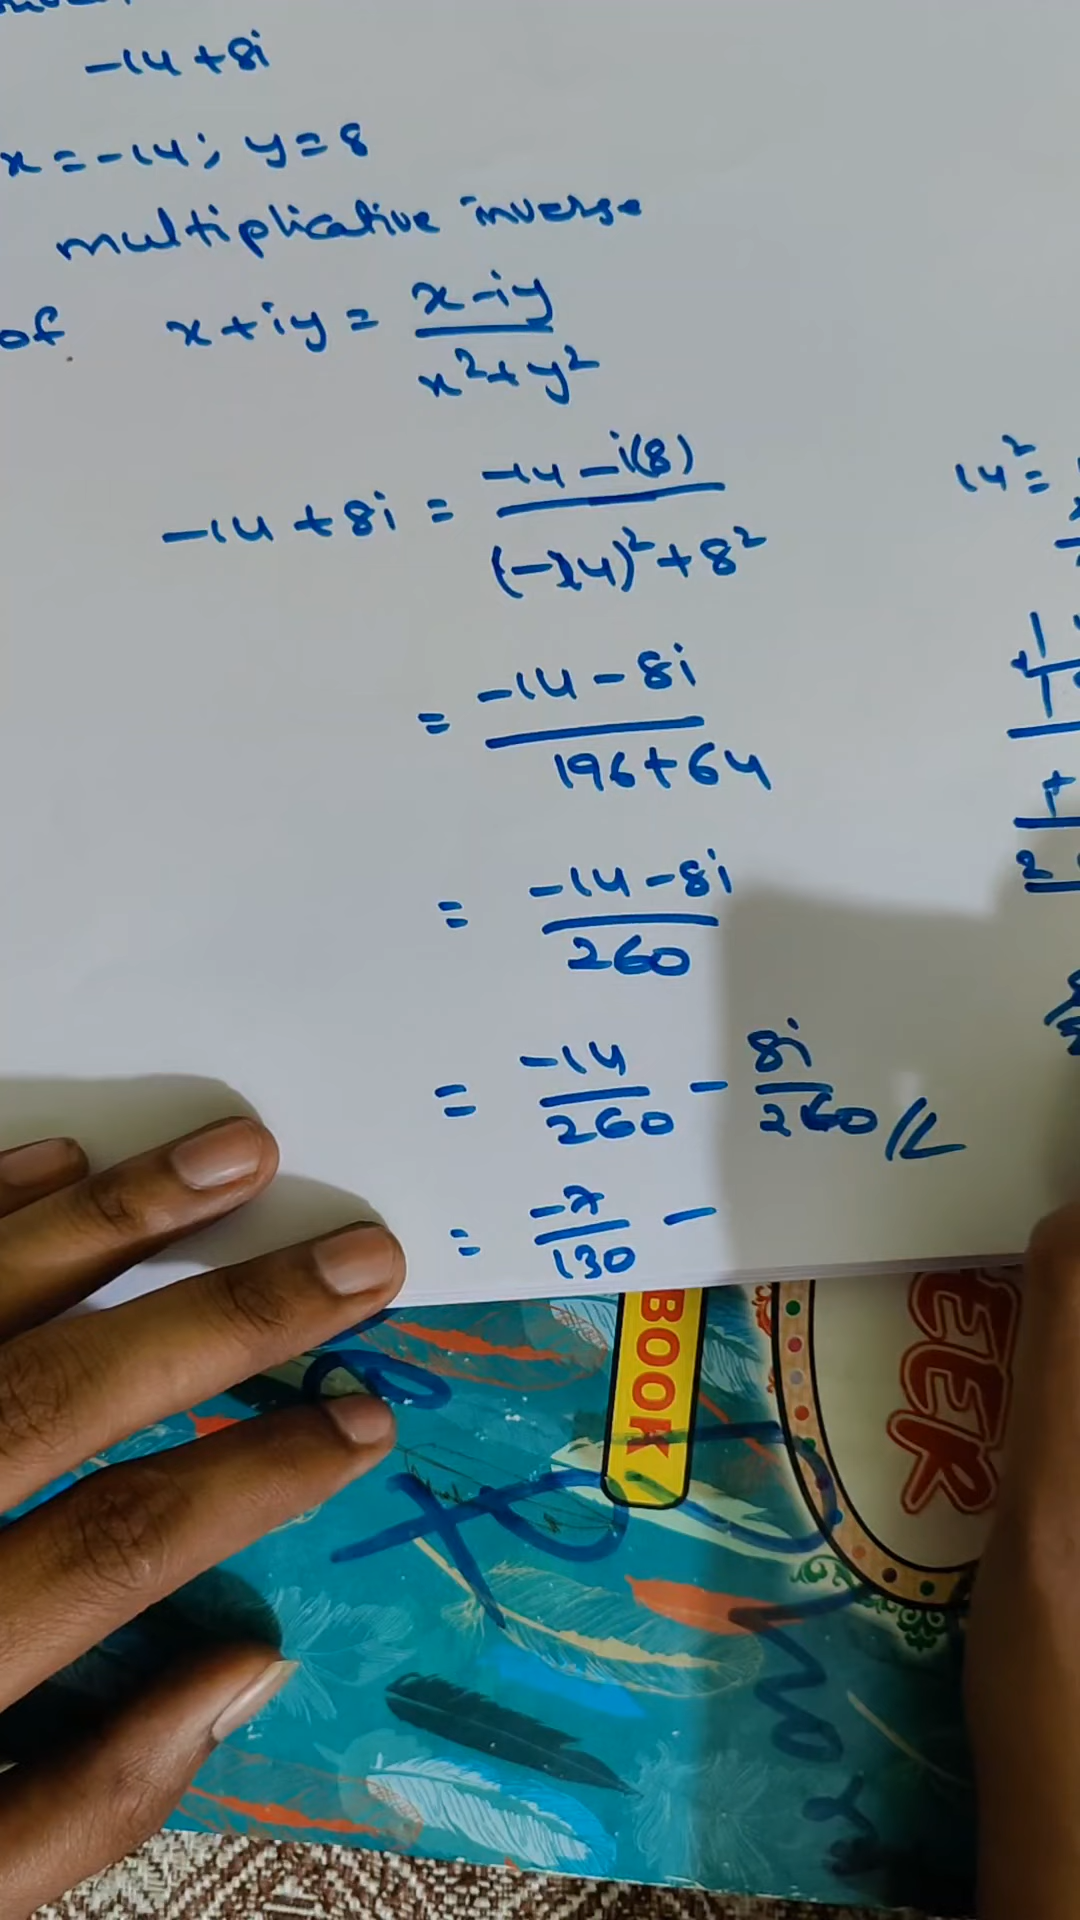 -14+8i
x=-14; y=8
multiplicative inverse
of x+iy = x-iy
x²+y²
-14+8i = -14-i(8)
(-14)²+8²
14²=
= -14-8i
196+64
= -14-8i
260
= -14/260 - 8i/260 //
= -7/130 -
BOOK
EER